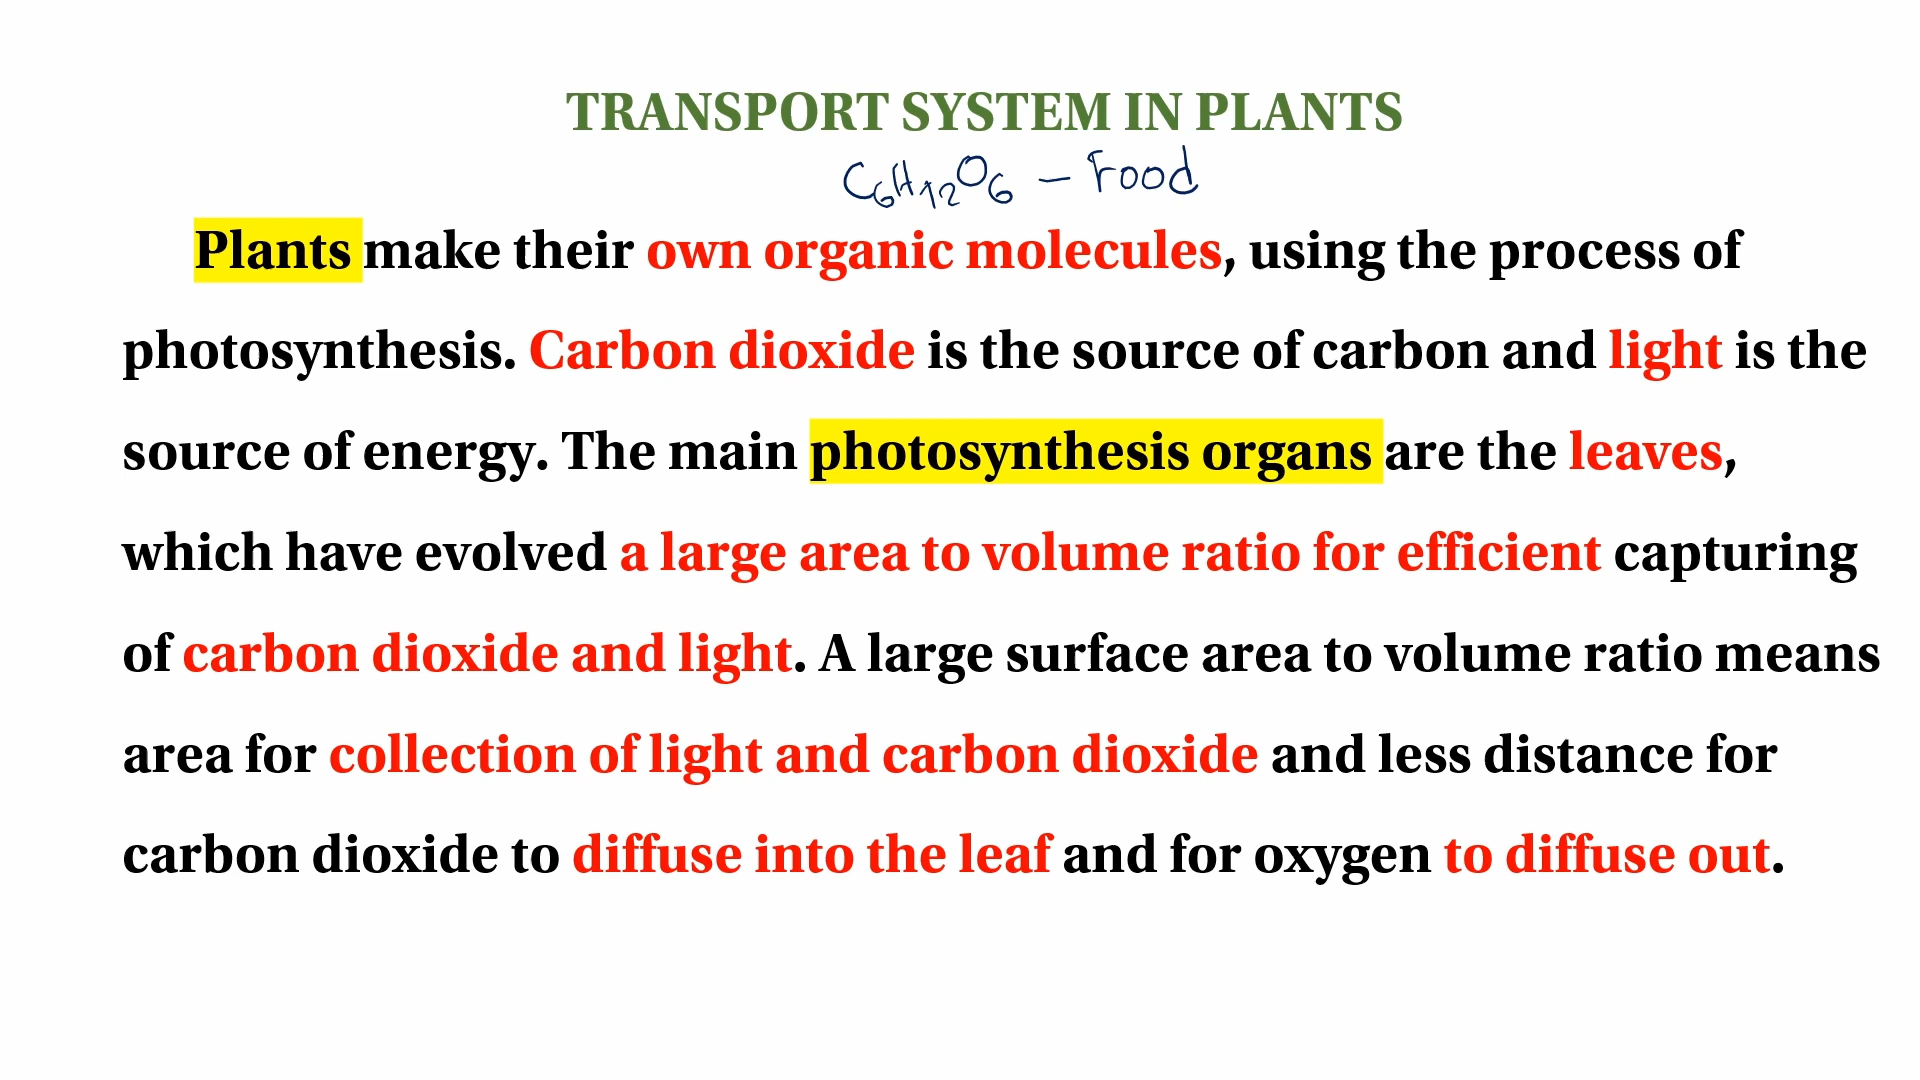 TRANSPORT SYSTEM IN PLANTS
C6H12O6 – Food
Plants make their own organic molecules, using the process of
photosynthesis. Carbon dioxide is the source of carbon and light is the
source of energy. The main photosynthesis organs are the leaves,
which have evolved a large area to volume ratio for efficient capturing
of carbon dioxide and light. A large surface area to volume ratio means
area for collection of light and carbon dioxide and less distance for
carbon dioxide to diffuse into the leaf and for oxygen to diffuse out.